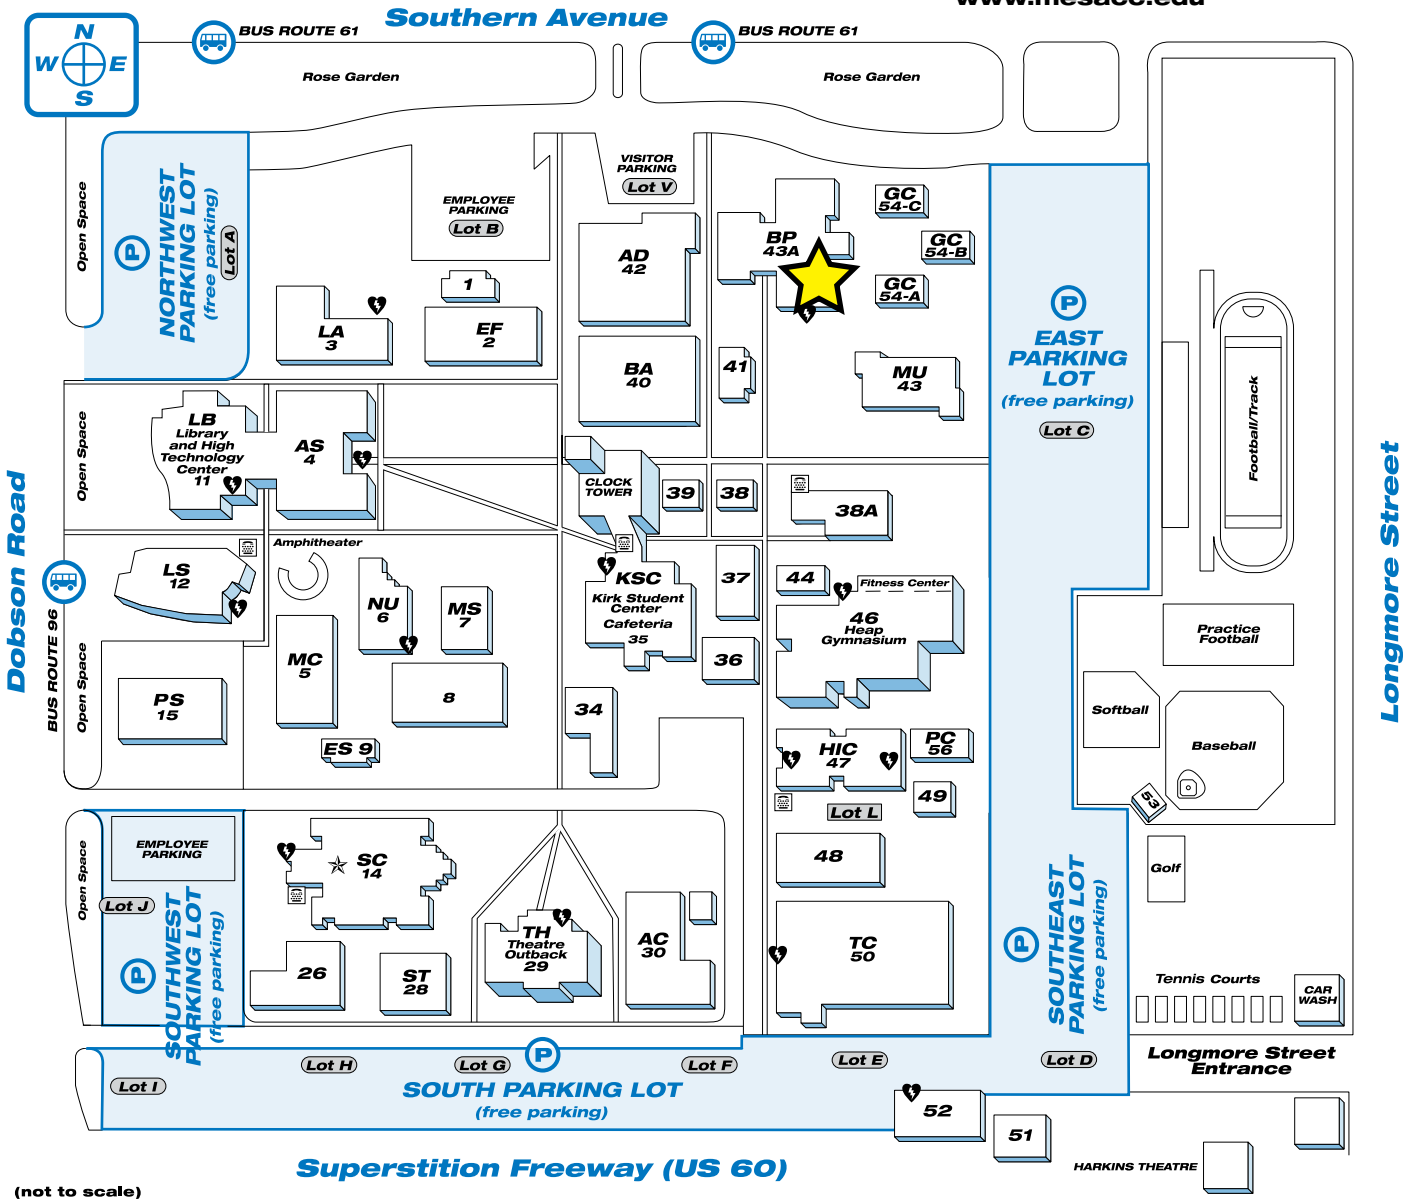 www.mesacc.edu
Southern Avenue
N
W E
S
BUS ROUTE 61
BUS ROUTE 61
Rose Garden
Rose Garden
Open Space
NORTHWEST
PARKING LOT
(free parking)
P
Lot A
EMPLOYEE
PARKING
Lot B
VISITOR
PARKING
Lot V
AD
42
BP
43A
GC
54-C
GC
54-B
GC
54-A
1
EF
2
LA
3
BA
40
41
MU
43
P
EAST
PARKING
LOT
(free parking)
Lot C
Football/Track
Open Space
LB
Library
and High
Technology
Center
11
AS
4
CLOCK
TOWER
39
38
38A
Dobson Road
Longmore Street
BUS ROUTE 96
Amphitheater
LS
12
NU
6
MS
7
KSC
Kirk Student
Center
Cafeteria
35
37
44
Fitness Center
46
Heap
Gymnasium
36
Practice
Football
Open Space
PS
15
MC
5
8
ES 9
34
HIC
47
PC
56
49
Lot L
48
Softball
Baseball
53
Golf
Open Space
EMPLOYEE
PARKING
Lot J
P
SOUTHWEST
PARKING LOT
(free parking)
SC
14
26
ST
28
TH
Theatre
Outback
29
AC
30
TC
50
P
SOUTHEAST
PARKING LOT
(free parking)
Tennis Courts
CAR
WASH
Longmore Street
Entrance
Lot I
Lot H
Lot G
P
Lot F
Lot E
Lot D
SOUTH PARKING LOT
(free parking)
52
51
HARKINS THEATRE
Superstition Freeway (US 60)
(not to scale)